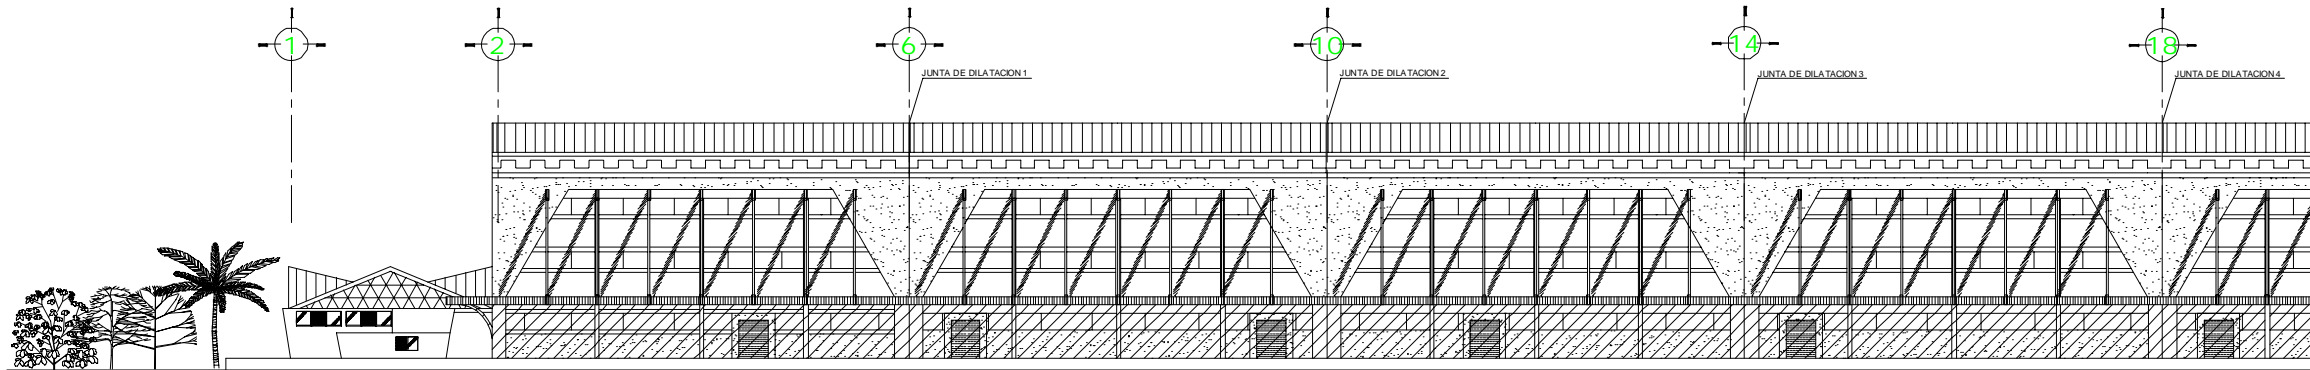 1
2
6
10
14
18
JUNTA DE DILATACION 1
JUNTA DE DILATACION 2
JUNTA DE DILATACION 3
JUNTA DE DILATACION 4